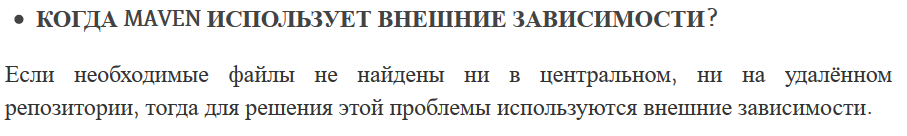 • КОГДА MAVEN ИСПОЛЬЗУЕТ ВНЕШНИЕ ЗАВИСИМОСТИ?
Если необходимые файлы не найдены ни в центральном, ни на удалённом
репозитории, тогда для решения этой проблемы используются внешние зависимости.